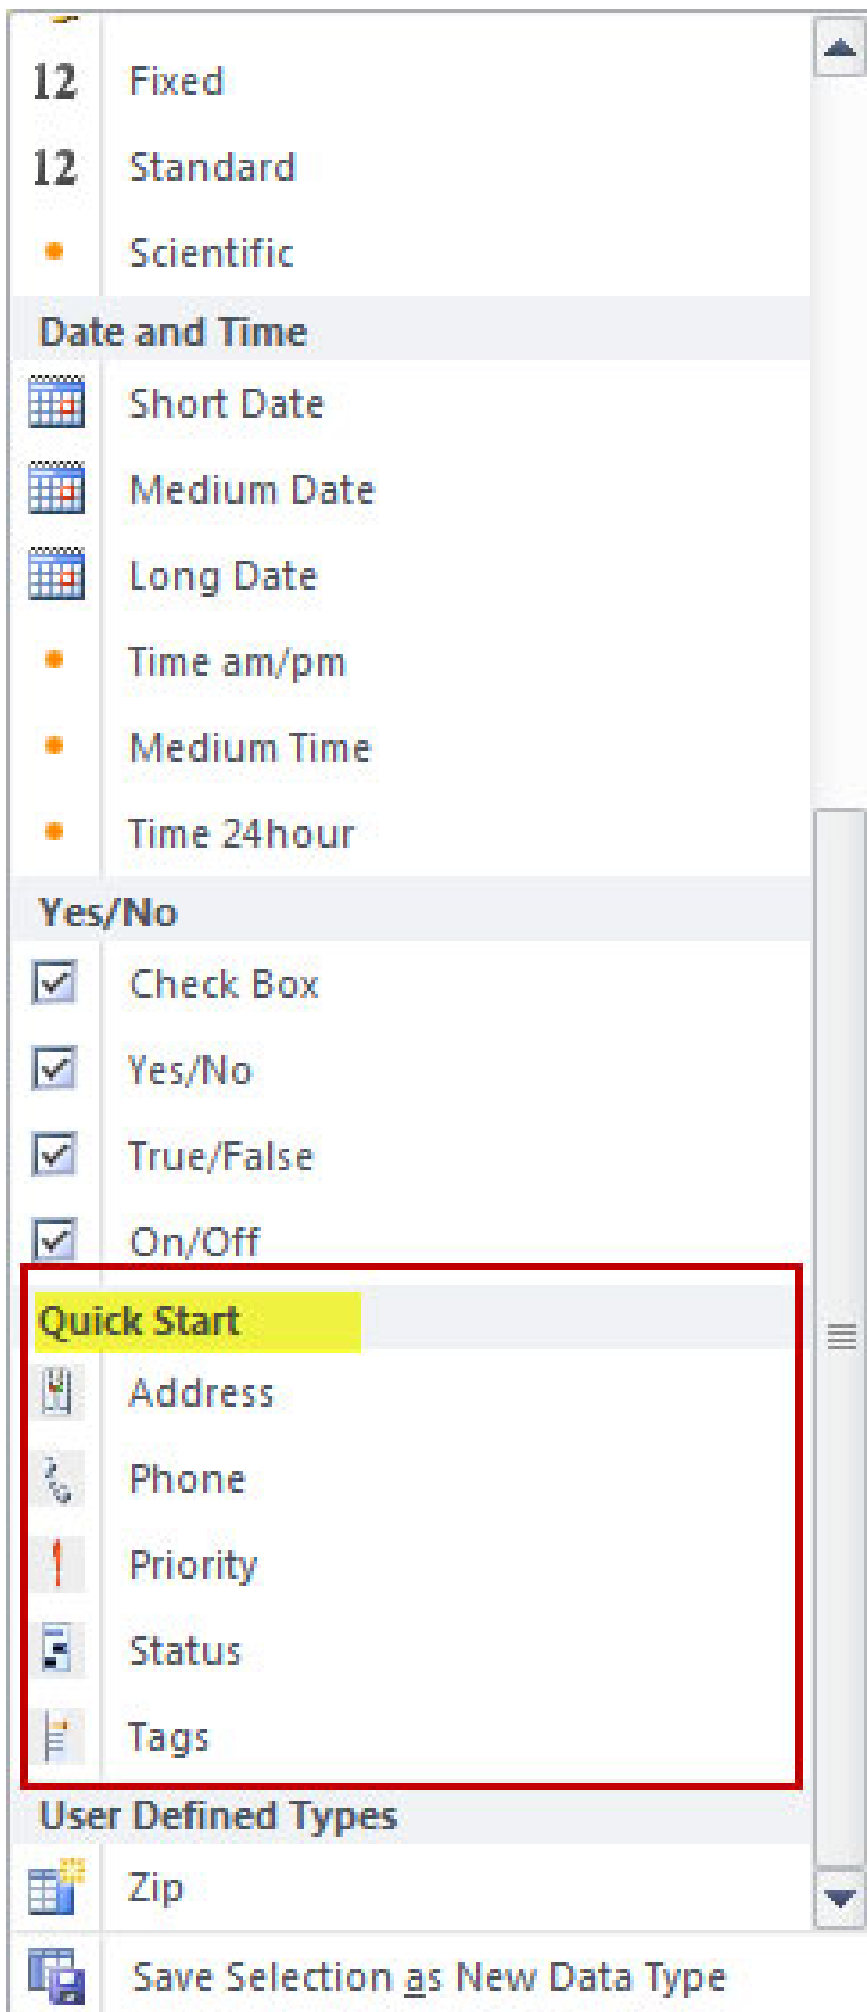 12 Fixed
12 Standard
Scientific
Date and Time
Short Date
Medium Date
Long Date
Time am/pm
Medium Time
Time 24hour
Yes/No
Check Box
Yes/No
True/False
On/Off
Quick Start
Address
Phone
Priority
Status
Tags
User Defined Types
Zip
Save Selection as New Data Type